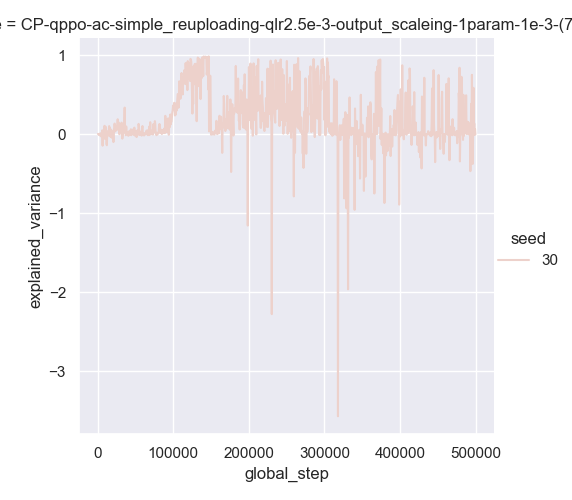 e = CP-qppo-ac-simple_reuploading-qlr2.5e-3-output_scaleing-1param-1e-3-(7
1
0
−1
−2
−3
explained_variance
0 100000 200000 300000 400000 500000
global_step
seed
30